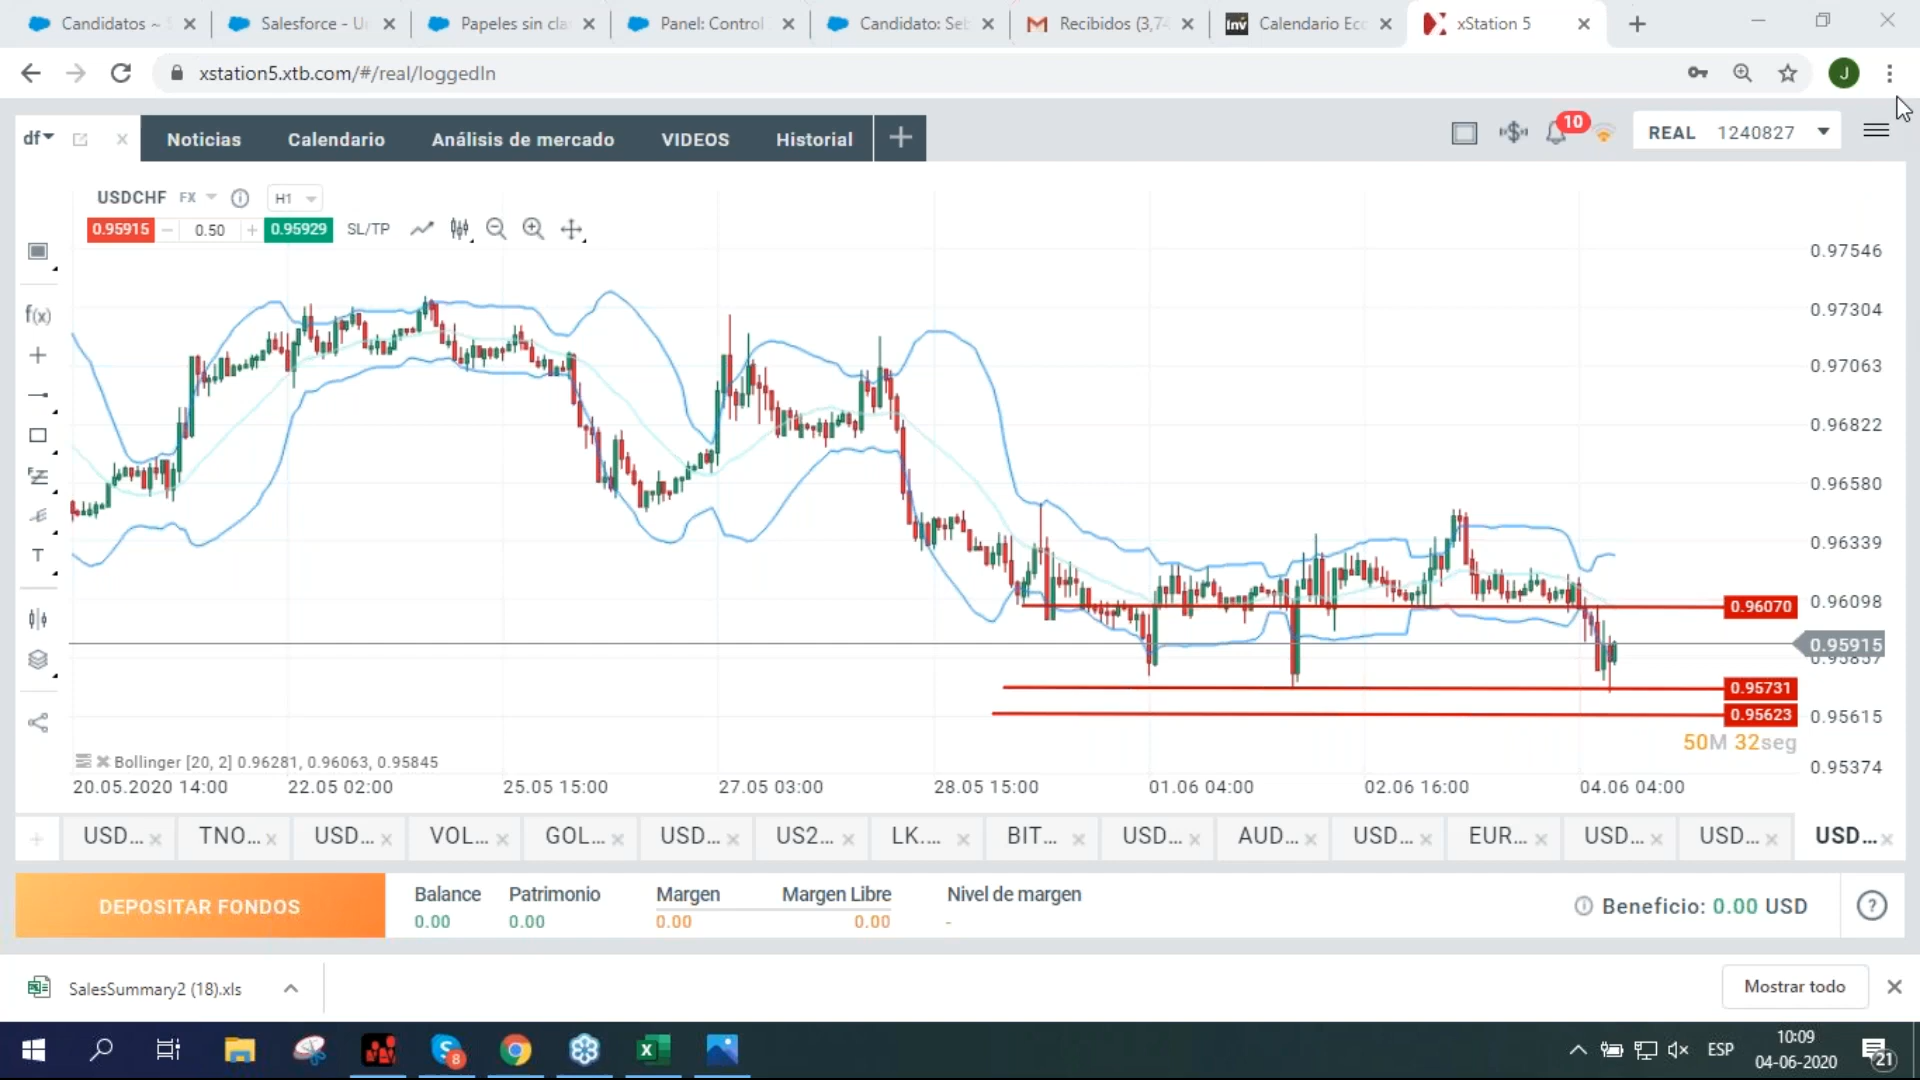 Candidatos ~ S
Salesforce - U
Papeles sin cla
Panel: Control
Candidato: Seb
Recibidos (3,74
Inv
Calendario Eco
xStation 5
xstation5.xtb.com/#/real/loggedIn
J
df
Noticias
Calendario
Análisis de mercado
VIDEOS
Historial
10
REAL 1240827
USDCHF FX
H1
0.95915
0.50
0.95929
SL/TP
f(x)
T
0.97546
0.97304
0.97063
0.96822
0.96580
0.96339
0.96098
0.96070
0.95915
0.95857
0.95731
0.95623
0.95615
50M 32seg
0.95374
Bollinger [20, 2] 0.96281, 0.96063, 0.95845
20.05.2020 14:00
22.05 02:00
25.05 15:00
27.05 03:00
28.05 15:00
01.06 04:00
02.06 16:00
04.06 04:00
USD...
TNO...
USD...
VOL...
GOL...
USD...
US2...
LK....
BIT...
USD...
AUD...
USD...
EUR...
USD...
USD...
USD...
DEPOSITAR FONDOS
Balance
0.00
Patrimonio
0.00
Margen
0.00
Margen Libre
0.00
Nivel de margen
-
Beneficio: 0.00 USD
?
SalesSummary2 (18).xls
Mostrar todo
8
ESP
10:09
04-06-2020
21